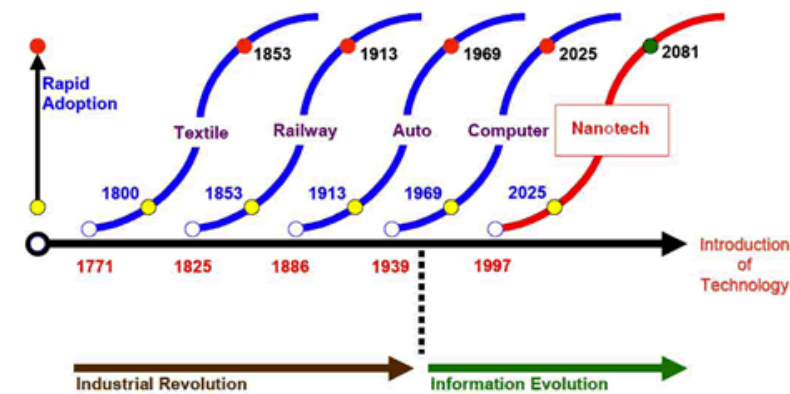 1853
1913
1969
2025
2081
Rapid
Adoption
Textile
Railway
Auto
Computer
Nanotech
1800
1853
1913
1969
2025
1771
1825
1886
1939
1997
Introduction
of
Technology
Industrial Revolution
Information Evolution